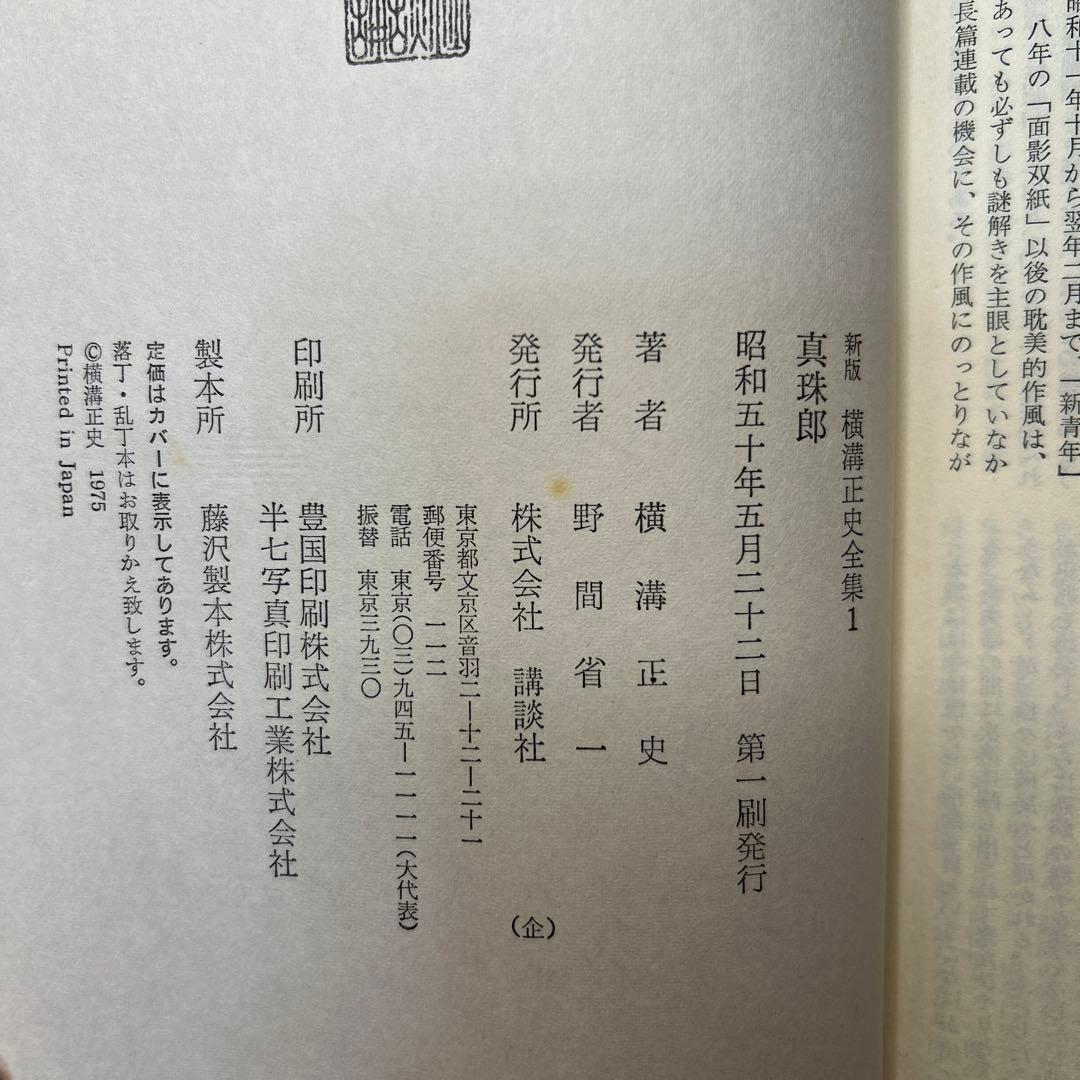 昭和十一年十月から翌年二月まで、「新青年」
八年の「面影双紙」以後の耽美的作風は、
あっても必ずしも謎解きを主眼としていなか
長篇連載の機会に、その作風にのっとりなが
新版　横溝正史全集1
真珠郎
昭和五十年五月二十二日　第一刷発行
著者　横溝正史
発行者　野間省一
発行所　株式会社　講談社
東京都文京区音羽二―十二―二十一
郵便番号　一一二
電話　東京(〇三)九四五―一一一一(大代表)
振替　東京三九三〇
印刷所　豊国印刷株式会社
半七写真印刷工業株式会社
製本所　藤沢製本株式会社
定価はカバーに表示してあります。
落丁・乱丁本はお取りかえ致します。
©横溝正史　1975
Printed in Japan
(企)